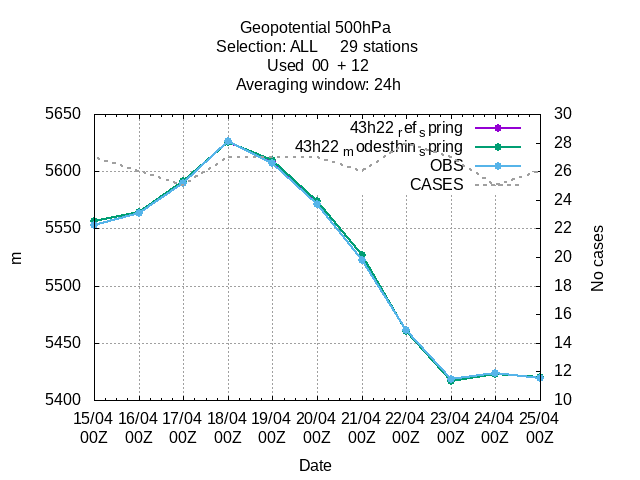 Geopotential 500hPa
Selection: ALL 29 stations
Used 00 + 12
Averaging window: 24h
43h22 ref spring
43h22 modesthin spring
OBS
CASES
5650
5600
5550
5500
5450
5400
m
30
28
26
24
22
20
18
16
14
12
10
No cases
15/04 16/04 17/04 18/04 19/04 20/04 21/04 22/04 23/04 24/04 25/04
00Z 00Z 00Z 00Z 00Z 00Z 00Z 00Z 00Z 00Z 00Z
Date